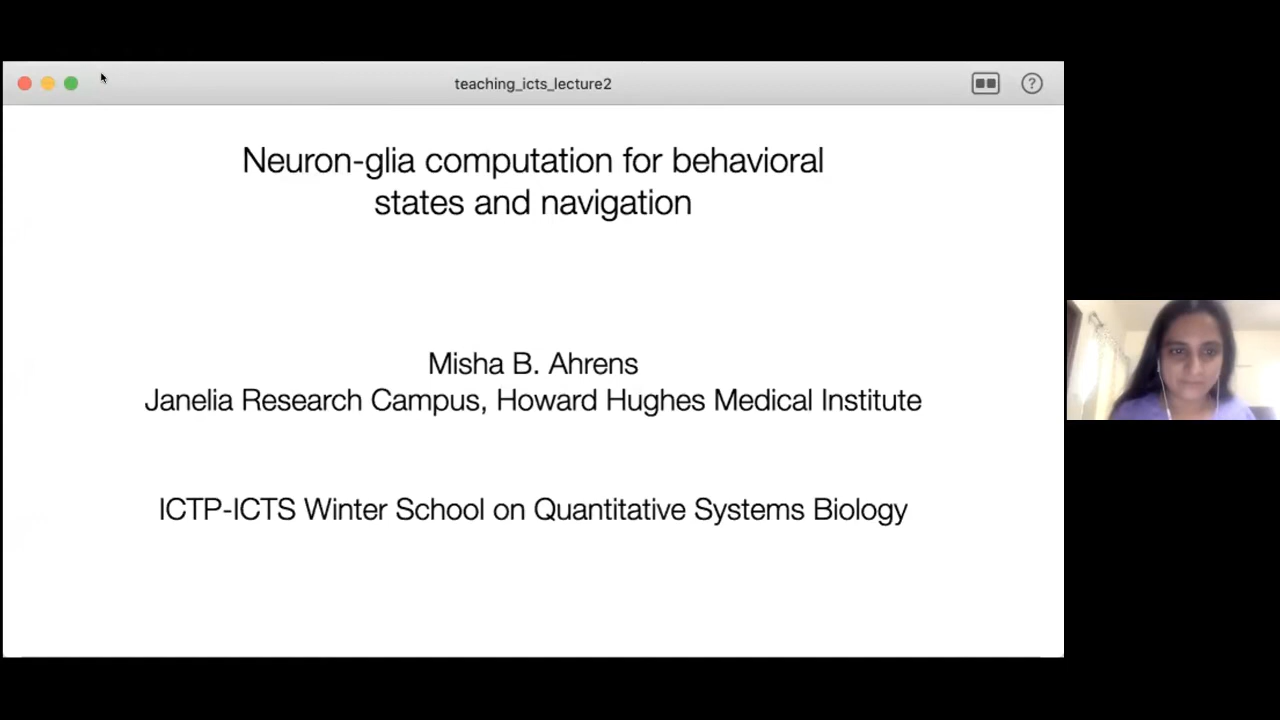 teaching_icts_lecture2
?
Neuron-glia computation for behavioral
states and navigation
Misha B. Ahrens
Janelia Research Campus, Howard Hughes Medical Institute
ICTP-ICTS Winter School on Quantitative Systems Biology